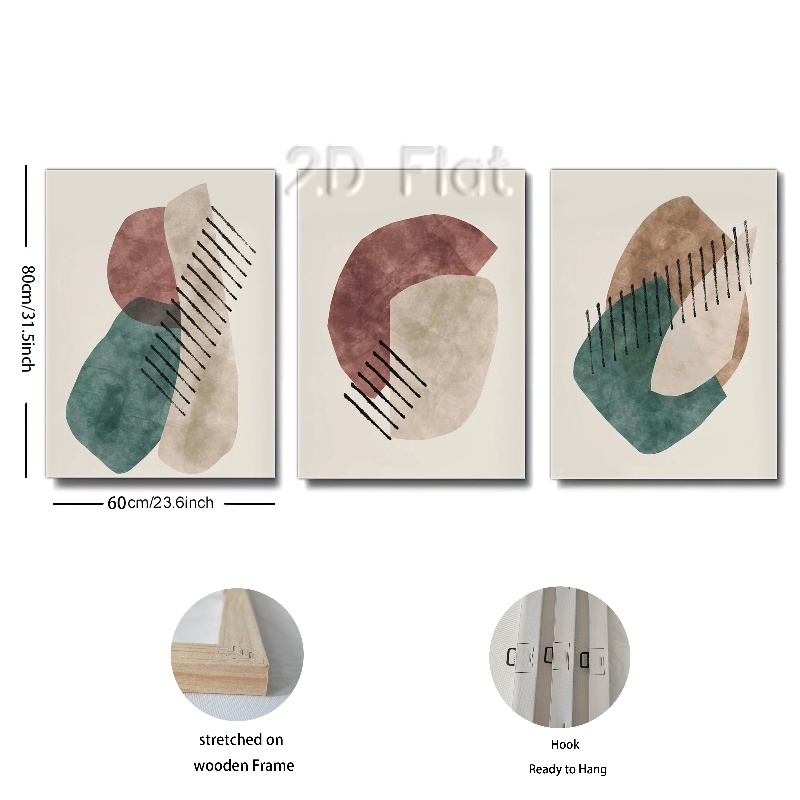 2D Flat
80cm/31.5inch
60cm/23.6inch
stretched on
wooden Frame
Hook
Ready to Hang